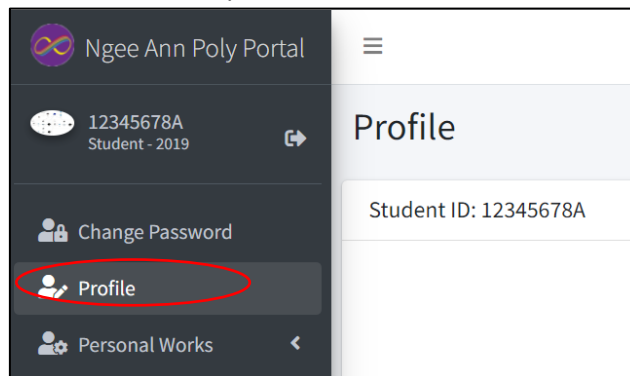 Ngee Ann Poly Portal
12345678A
Student - 2019
Change Password
Profile
Personal Works
Profile
Student ID: 12345678A